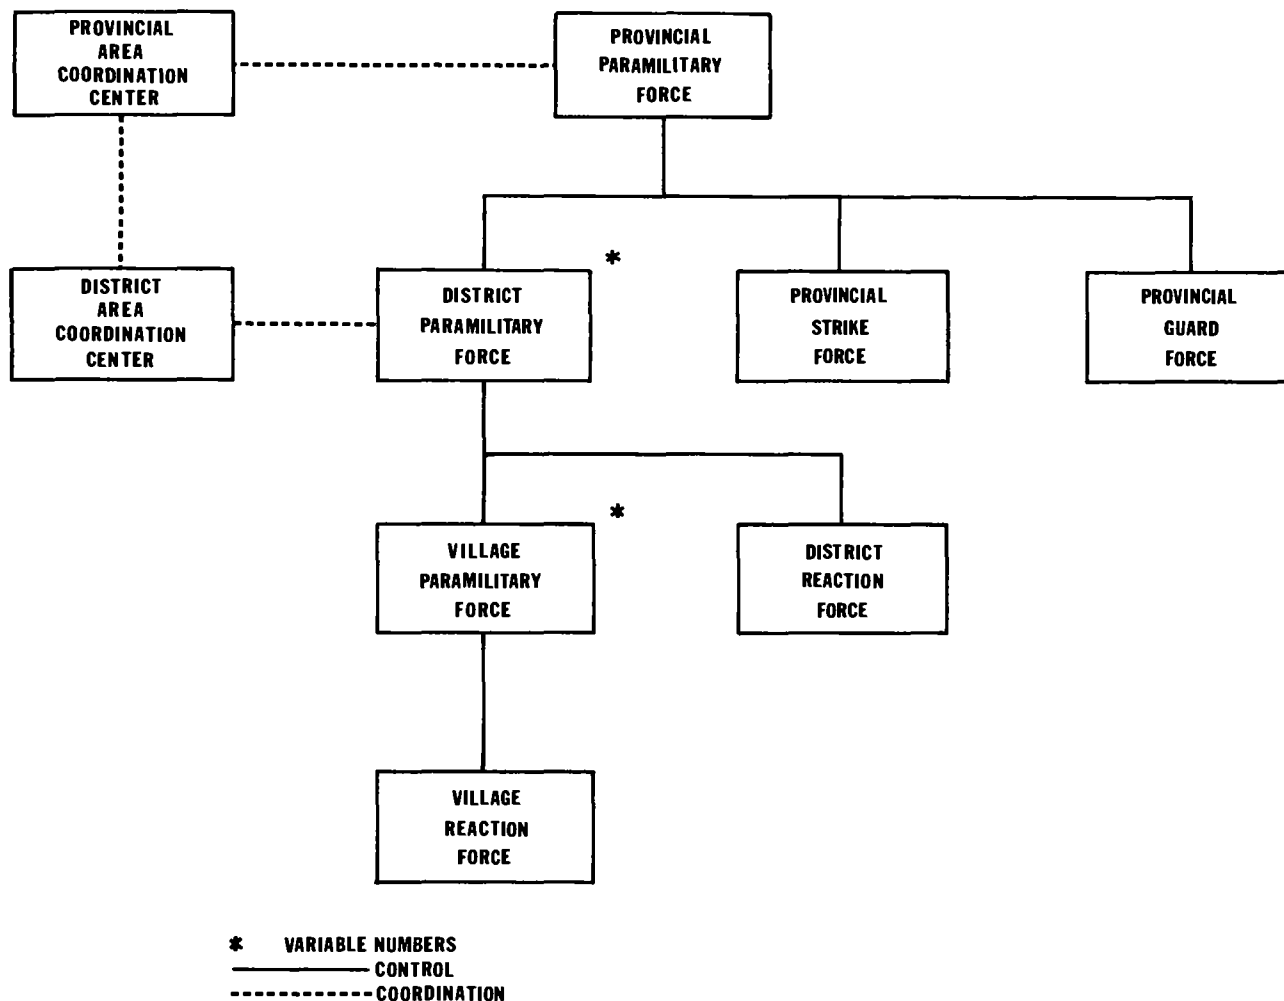 PROVINCIAL
AREA
COORDINATION
CENTER
PROVINCIAL
PARAMILITARY
FORCE
DISTRICT
AREA
COORDINATION
CENTER
*
DISTRICT
PARAMILITARY
FORCE
PROVINCIAL
STRIKE
FORCE
PROVINCIAL
GUARD
FORCE
*
VILLAGE
PARAMILITARY
FORCE
DISTRICT
REACTION
FORCE
VILLAGE
REACTION
FORCE
* VARIABLE NUMBERS
CONTROL
COORDINATION